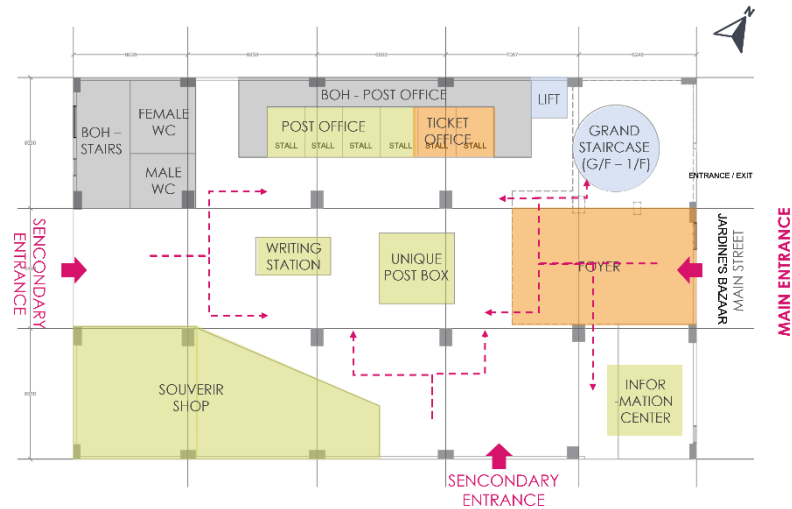 N
BOH - POST OFFICE
LIFT
FEMALE
WC
BOH –
STAIRS
MALE
WC
POST OFFICE
STALL STALL STALL STALL
TICKET
OFFICE
STALL STALL
GRAND
STAIRCASE
(G/F – 1/F)
ENTRANCE / EXIT
SENCONDARY
ENTRANCE
WRITING
STATION
UNIQUE
POST BOX
FOYER
JARDINE'S BAZAAR
MAIN STREET
MAIN ENTRANCE
SOUVERIR
SHOP
INFOR
-MATION
CENTER
SENCONDARY
ENTRANCE